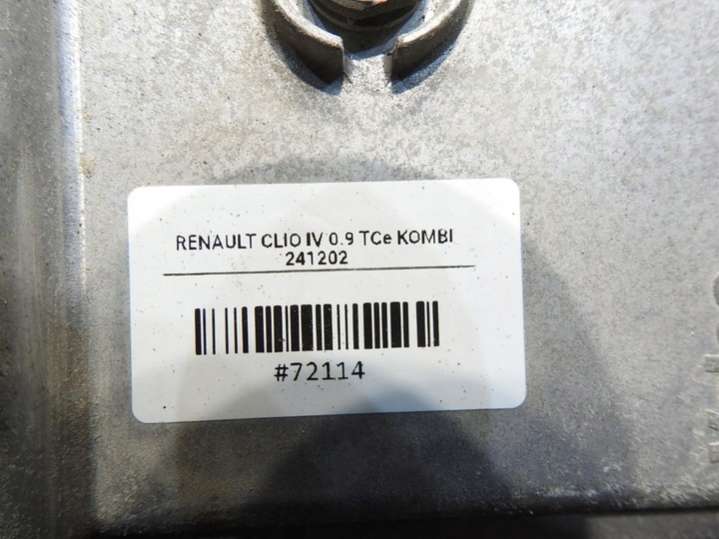 RENAULT CLIO IV 0.9 TCe KOMBI
241202
#72114